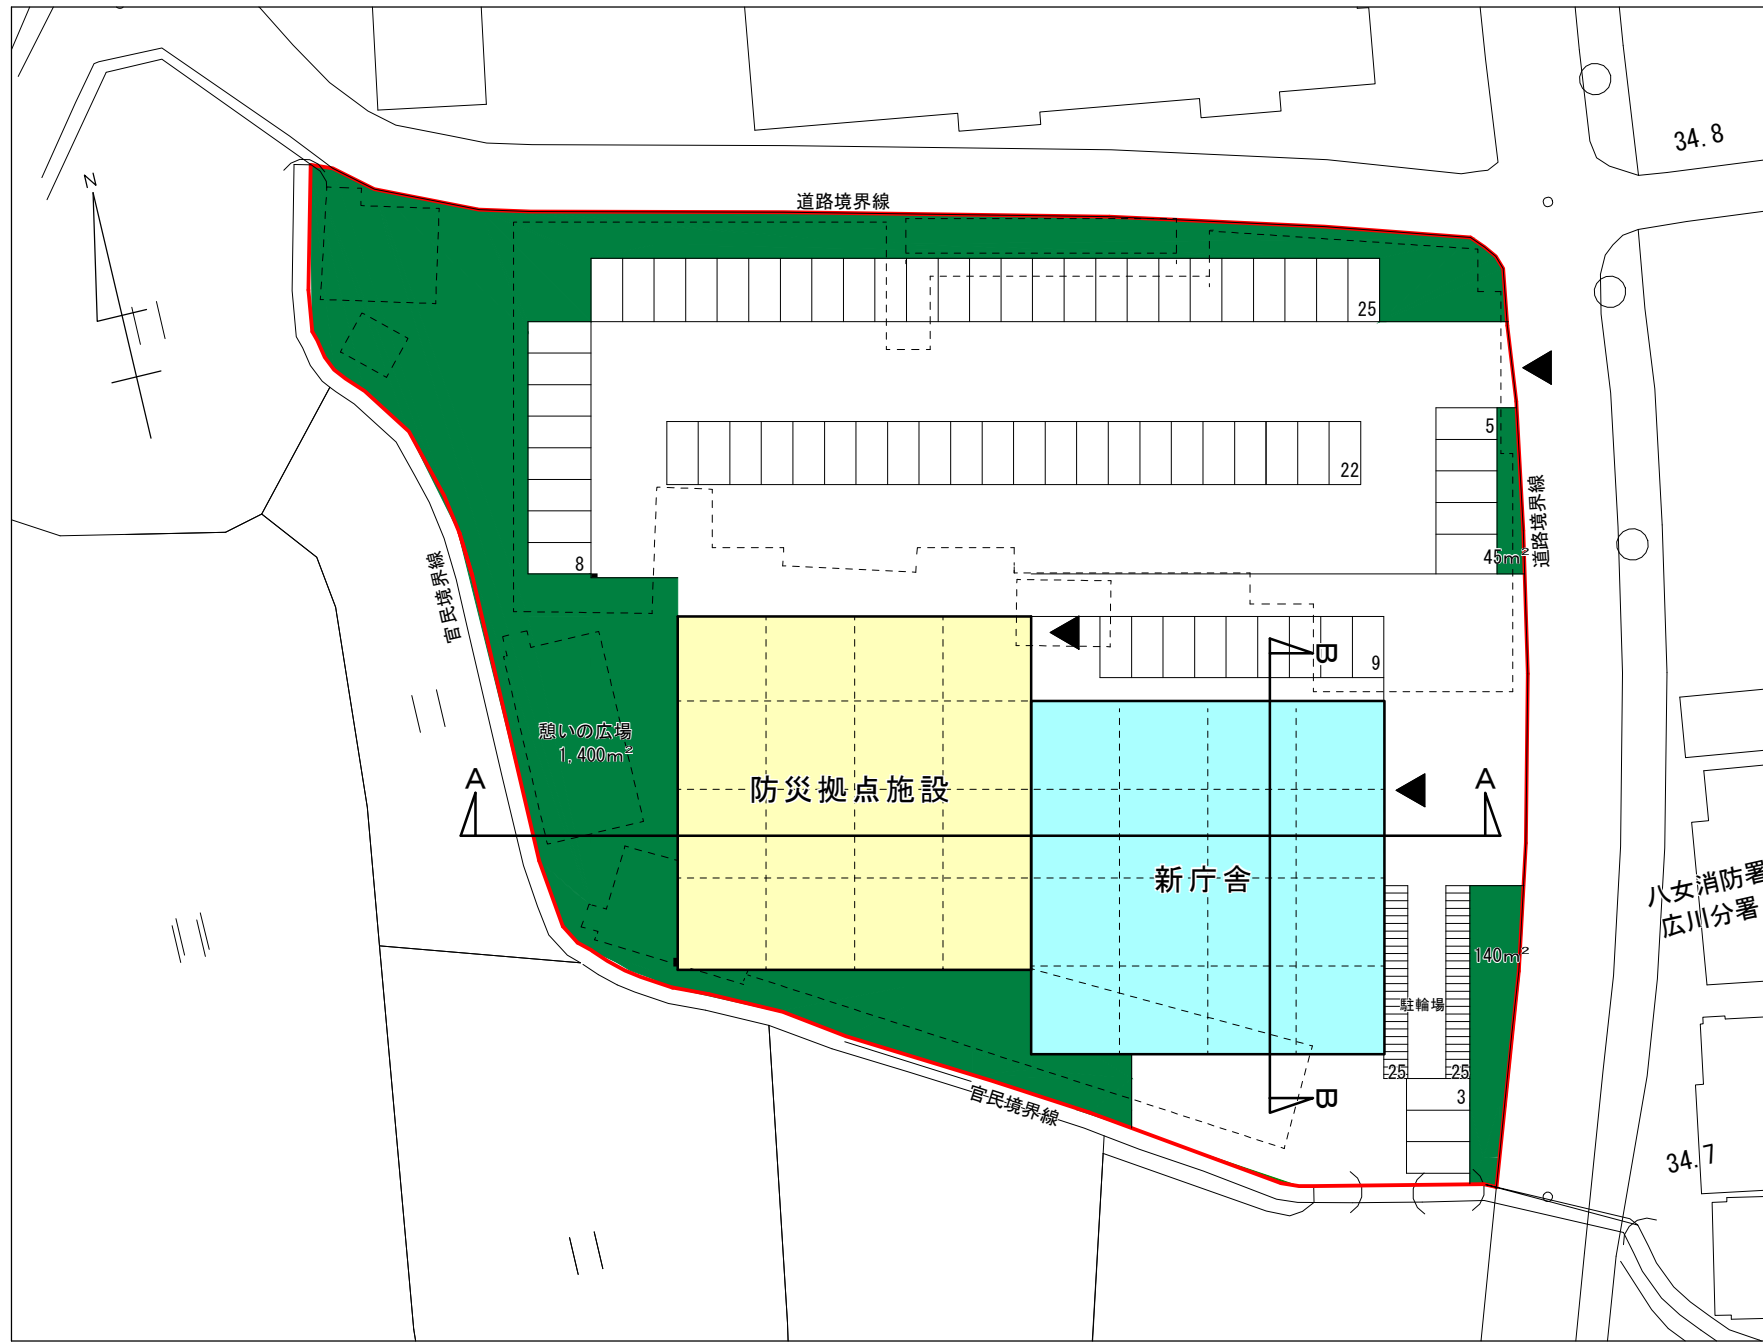 34.8
道路境界線
N
25
5
22
道路境界線
45m²
8
官民境界線
B
9
憩いの広場
1,400m²
A
防災拠点施設
A
新庁舎
八女消防署
広川分署
140m²
駐輪場
25
25
3
官民境界線
B
34.7